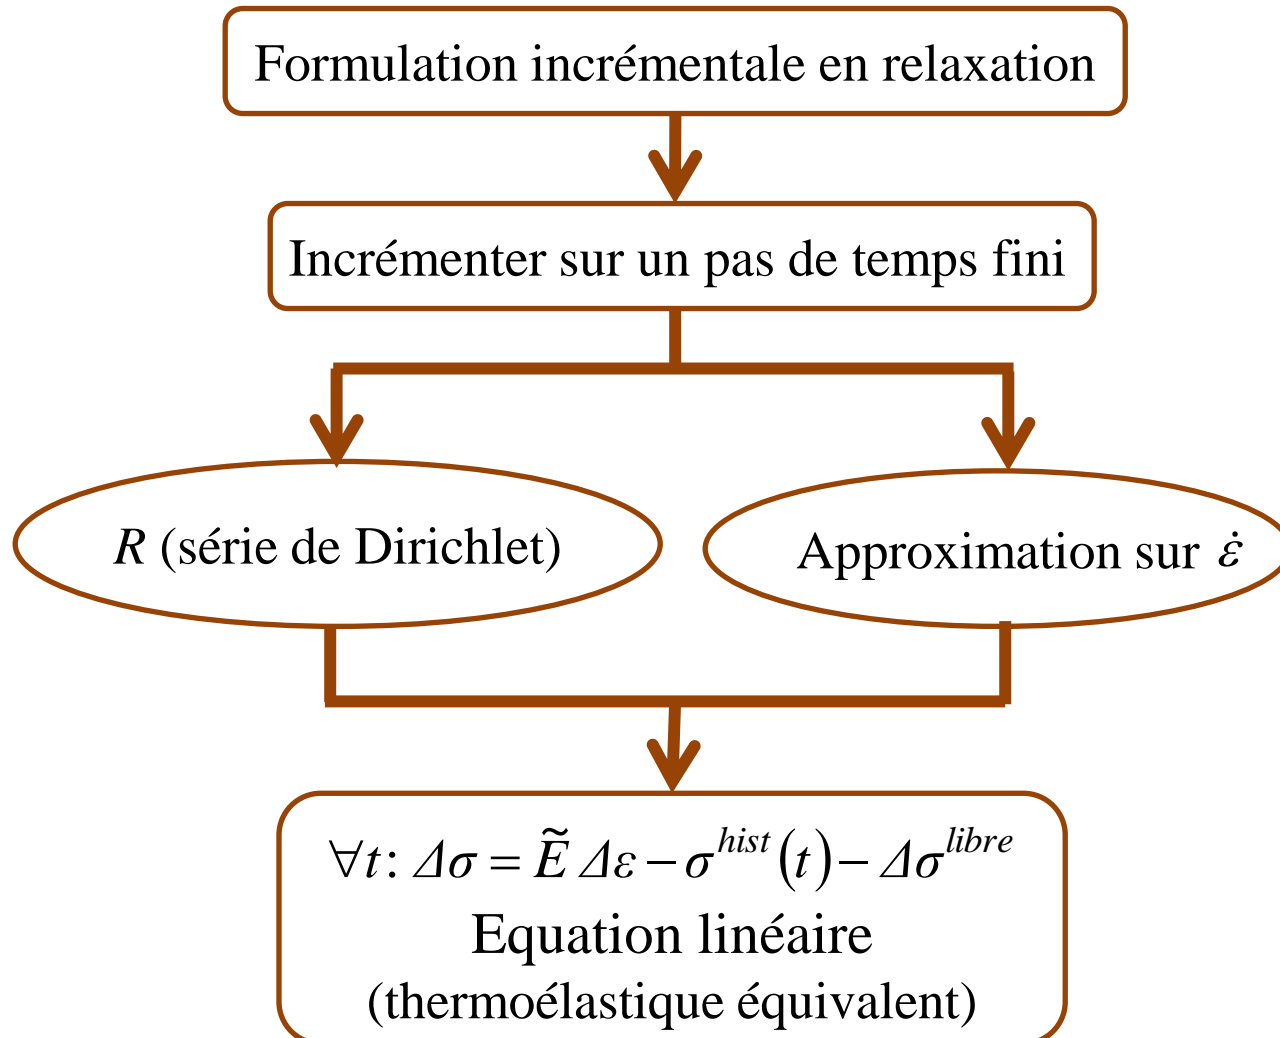 Formulation incrémentale en relaxation
Incrémenter sur un pas de temps fini
R (série de Dirichlet)
Approximation sur ε̇
∀t: Δσ = Ẽ Δε − σ^hist (t) − Δσ^libre
Equation linéaire
(thermoélastique équivalent)